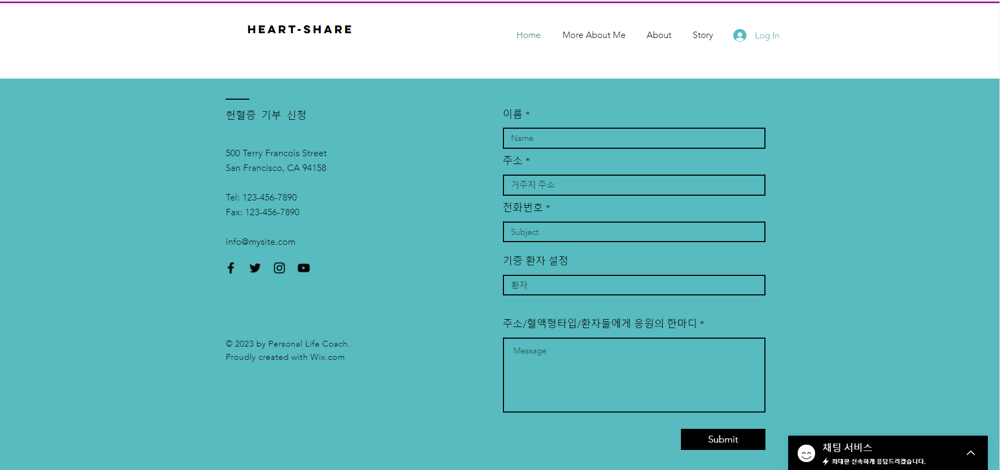 HEART-SHARE
Home
More About Me
About
Story
Log In
헌혈증 기부 신청
500 Terry Francois Street
San Francisco, CA 94158
Tel: 123-456-7890
Fax: 123-456-7890
info@mysite.com
© 2023 by Personal Life Coach.
Proudly created with Wix.com
이름 *
Name
주소 *
거주지 주소
전화번호 *
Subject
기증 환자 설정
환자
주소/혈액형타입/환자들에게 응원의 한마디 *
Message
Submit
채팅 서비스
최대한 신속하게 응답드리겠습니다.